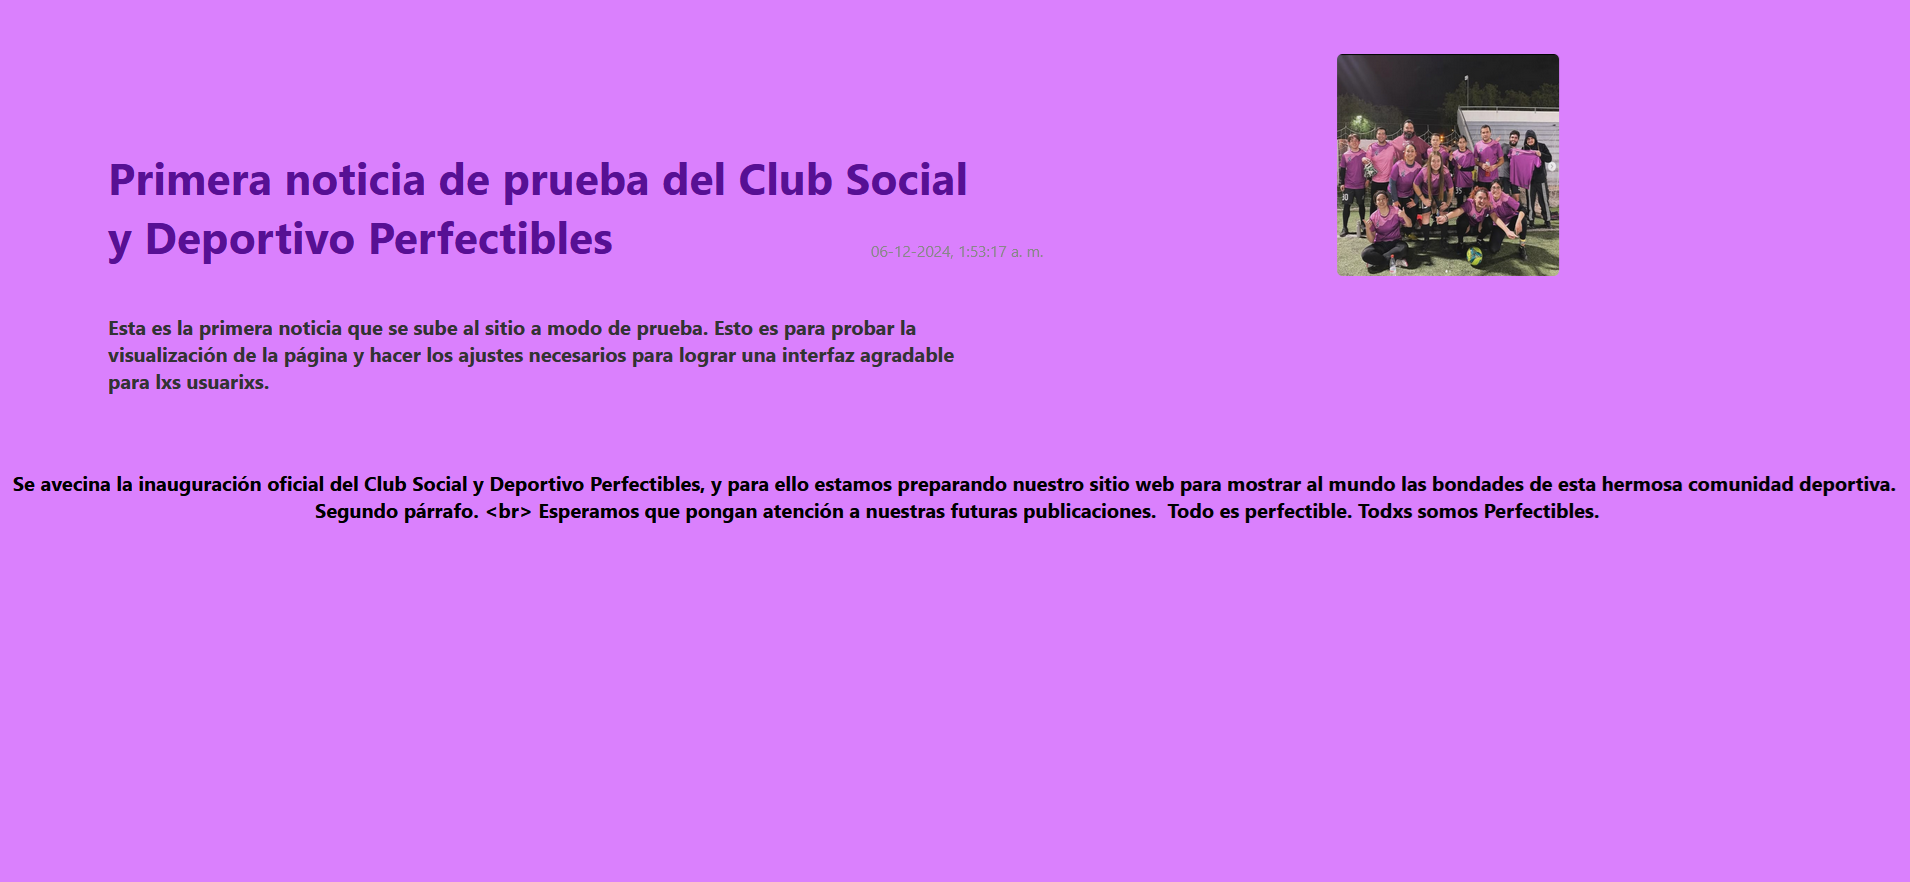 Primera noticia de prueba del Club Social
y Deportivo Perfectibles
06-12-2024, 1:53:17 a. m.
Esta es la primera noticia que se sube al sitio a modo de prueba. Esto es para probar la
visualización de la página y hacer los ajustes necesarios para lograr una interfaz agradable
para lxs usuarixs.
Se avecina la inauguración oficial del Club Social y Deportivo Perfectibles, y para ello estamos preparando nuestro sitio web para mostrar al mundo las bondades de esta hermosa comunidad deportiva.
Segundo párrafo. <br> Esperamos que pongan atención a nuestras futuras publicaciones.  Todo es perfectible. Todxs somos Perfectibles.